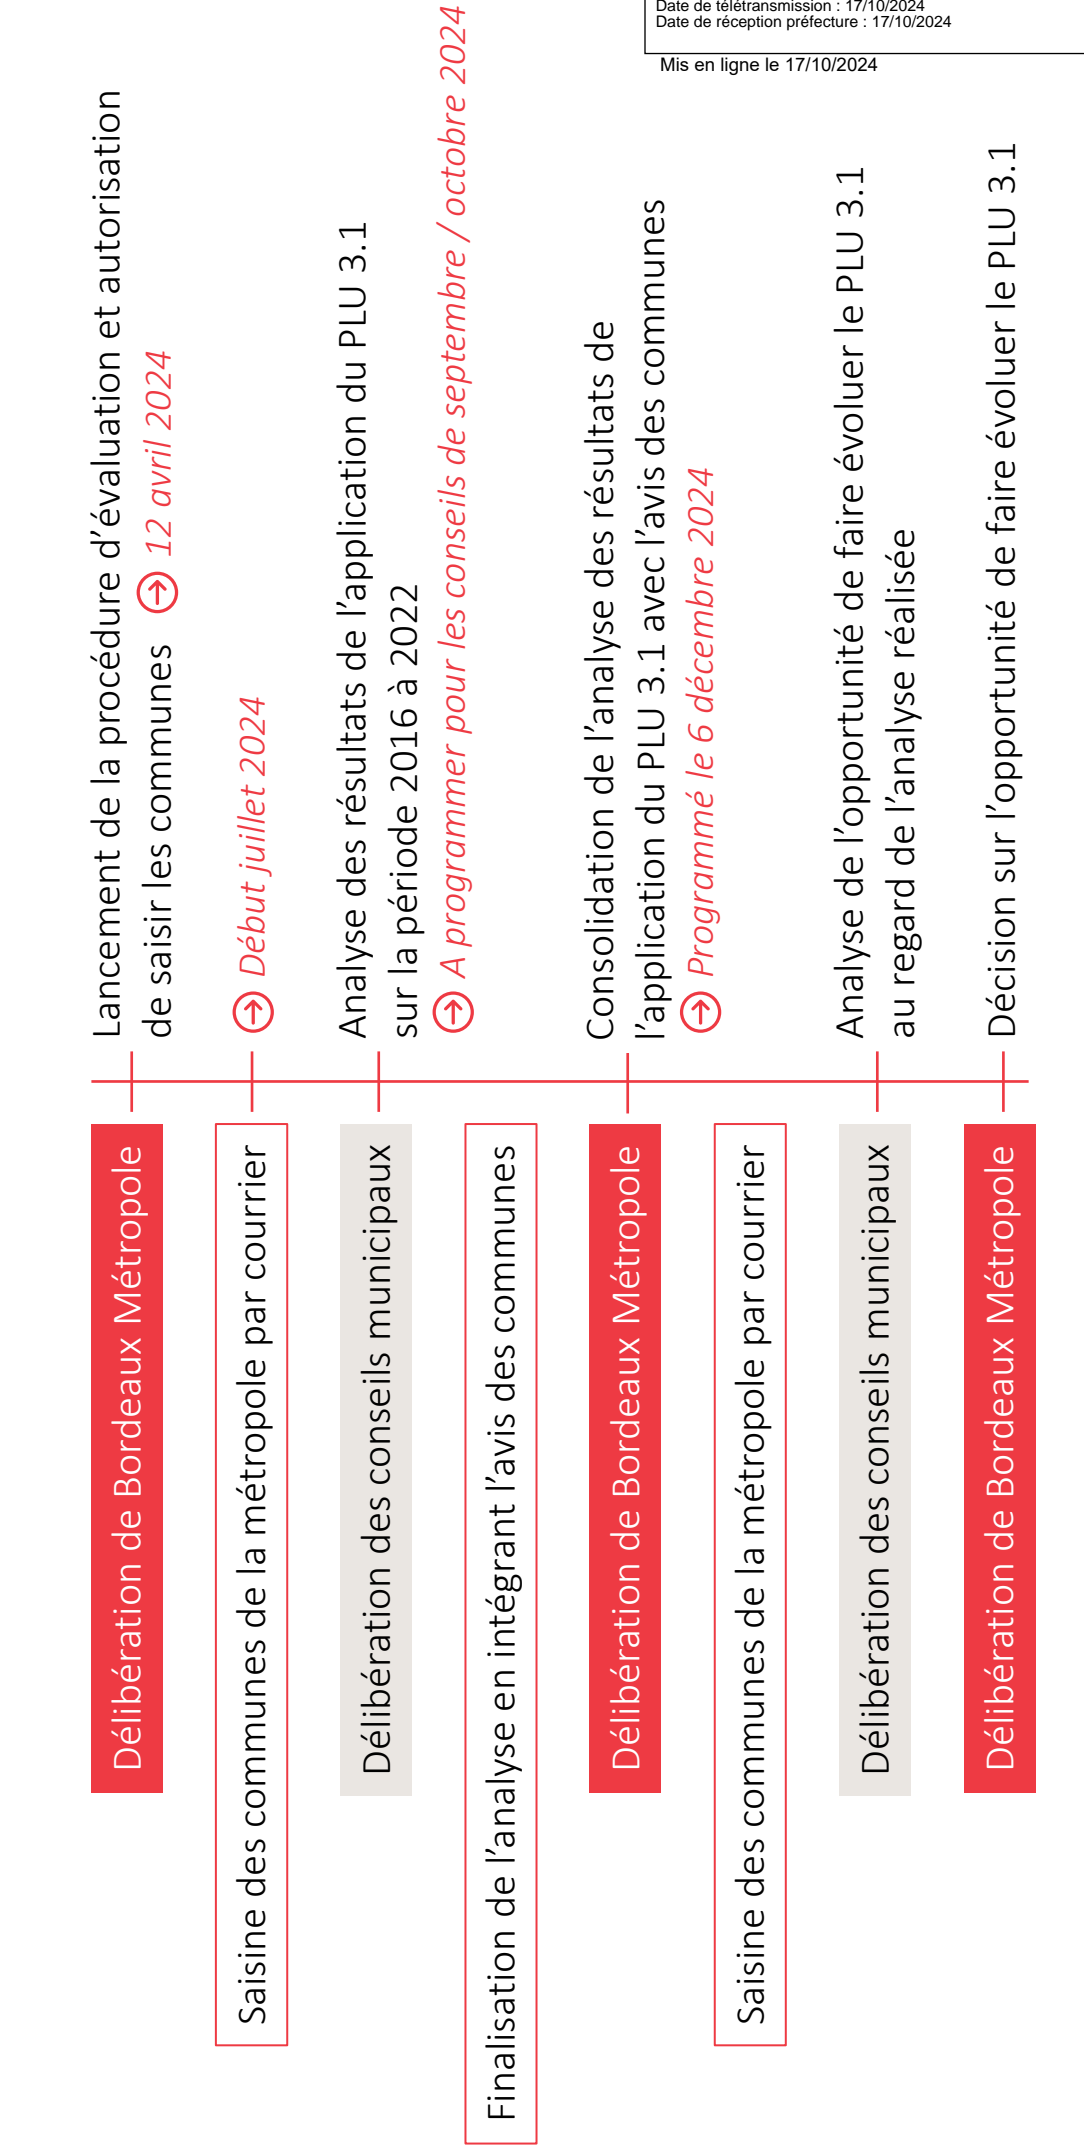 Date de télétransmission : 17/10/2024
Date de réception préfecture : 17/10/2024
Mis en ligne le 17/10/2024
Délibération de Bordeaux Métropole
Lancement de la procédure d’évaluation et autorisation
de saisir les communes 12 avril 2024
Saisine des communes de la métropole par courrier
Début juillet 2024
Délibération des conseils municipaux
Analyse des résultats de l’application du PLU 3.1
sur la période 2016 à 2022
A programmer pour les conseils de septembre / octobre 2024
Finalisation de l’analyse en intégrant l’avis des communes
Délibération de Bordeaux Métropole
Consolidation de l’analyse des résultats de
l’application du PLU 3.1 avec l’avis des communes
Programmé le 6 décembre 2024
Saisine des communes de la métropole par courrier
Délibération des conseils municipaux
Analyse de l’opportunité de faire évoluer le PLU 3.1
au regard de l’analyse réalisée
Délibération de Bordeaux Métropole
Décision sur l’opportunité de faire évoluer le PLU 3.1